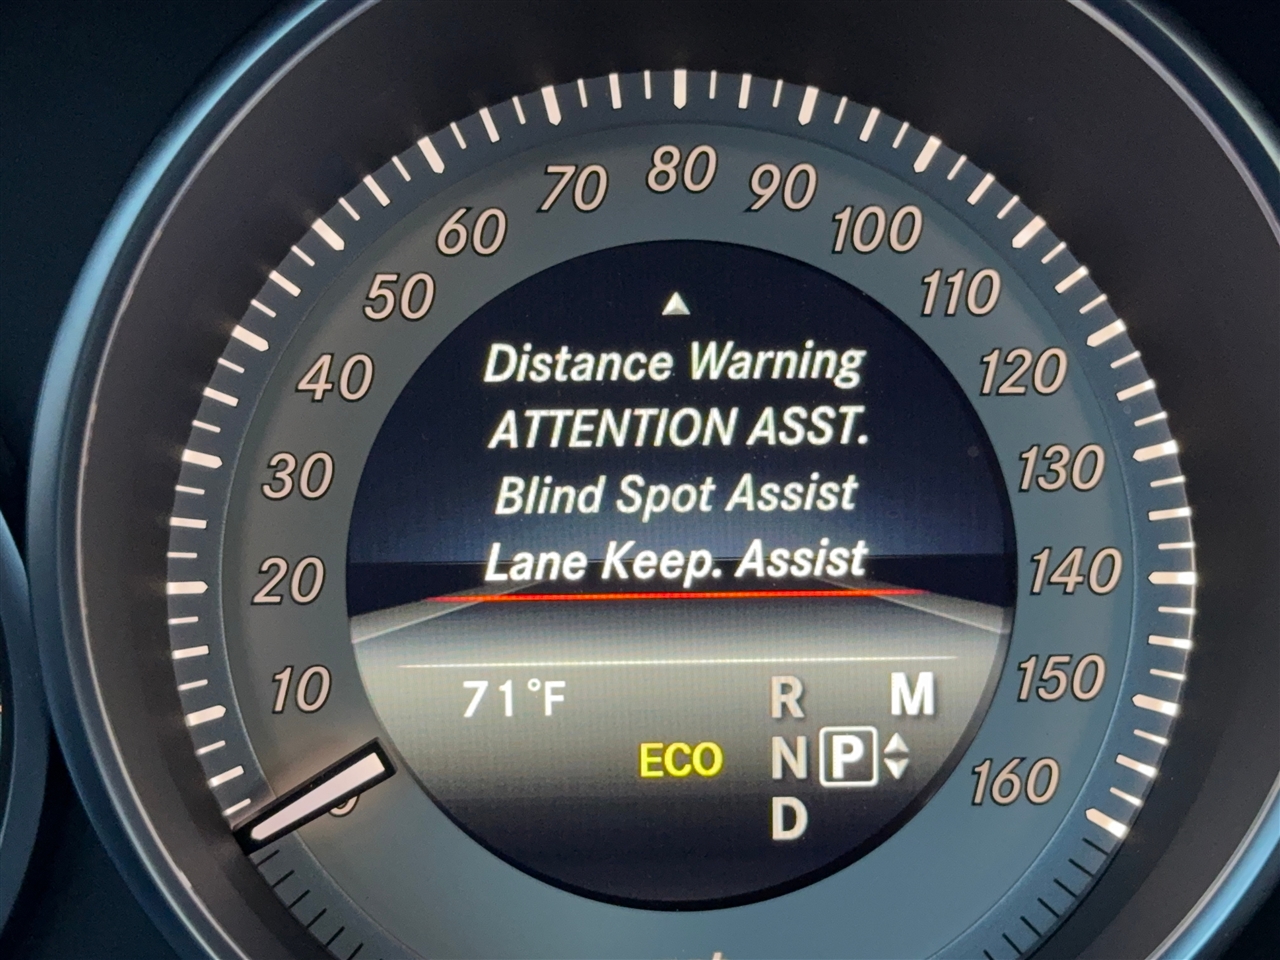 80
70
90
60
100
50
110
Distance Warning
40
120
ATTENTION ASST.
30
130
Blind Spot Assist
Lane Keep. Assist
20
140
10
150
71°F
R
M
ECO
N
P
160
D